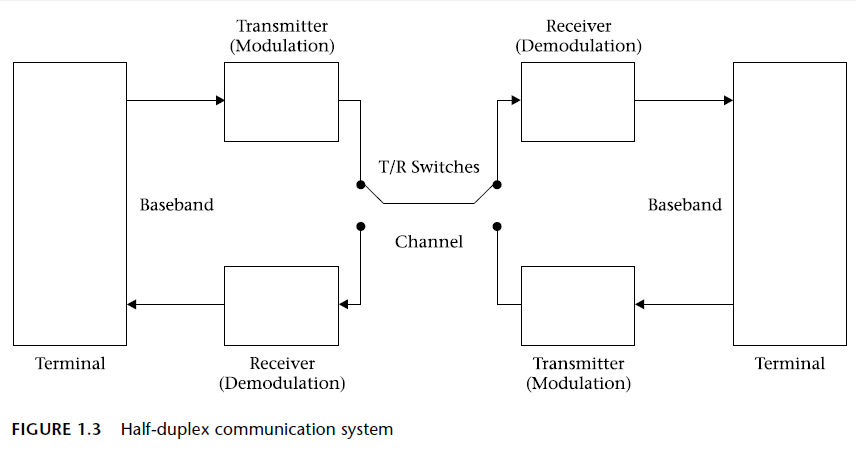 Transmitter
(Modulation)
Receiver
(Demodulation)
T/R Switches
Baseband
Baseband
Channel
Terminal
Receiver
(Demodulation)
Transmitter
(Modulation)
Terminal
FIGURE 1.3 Half-duplex communication system